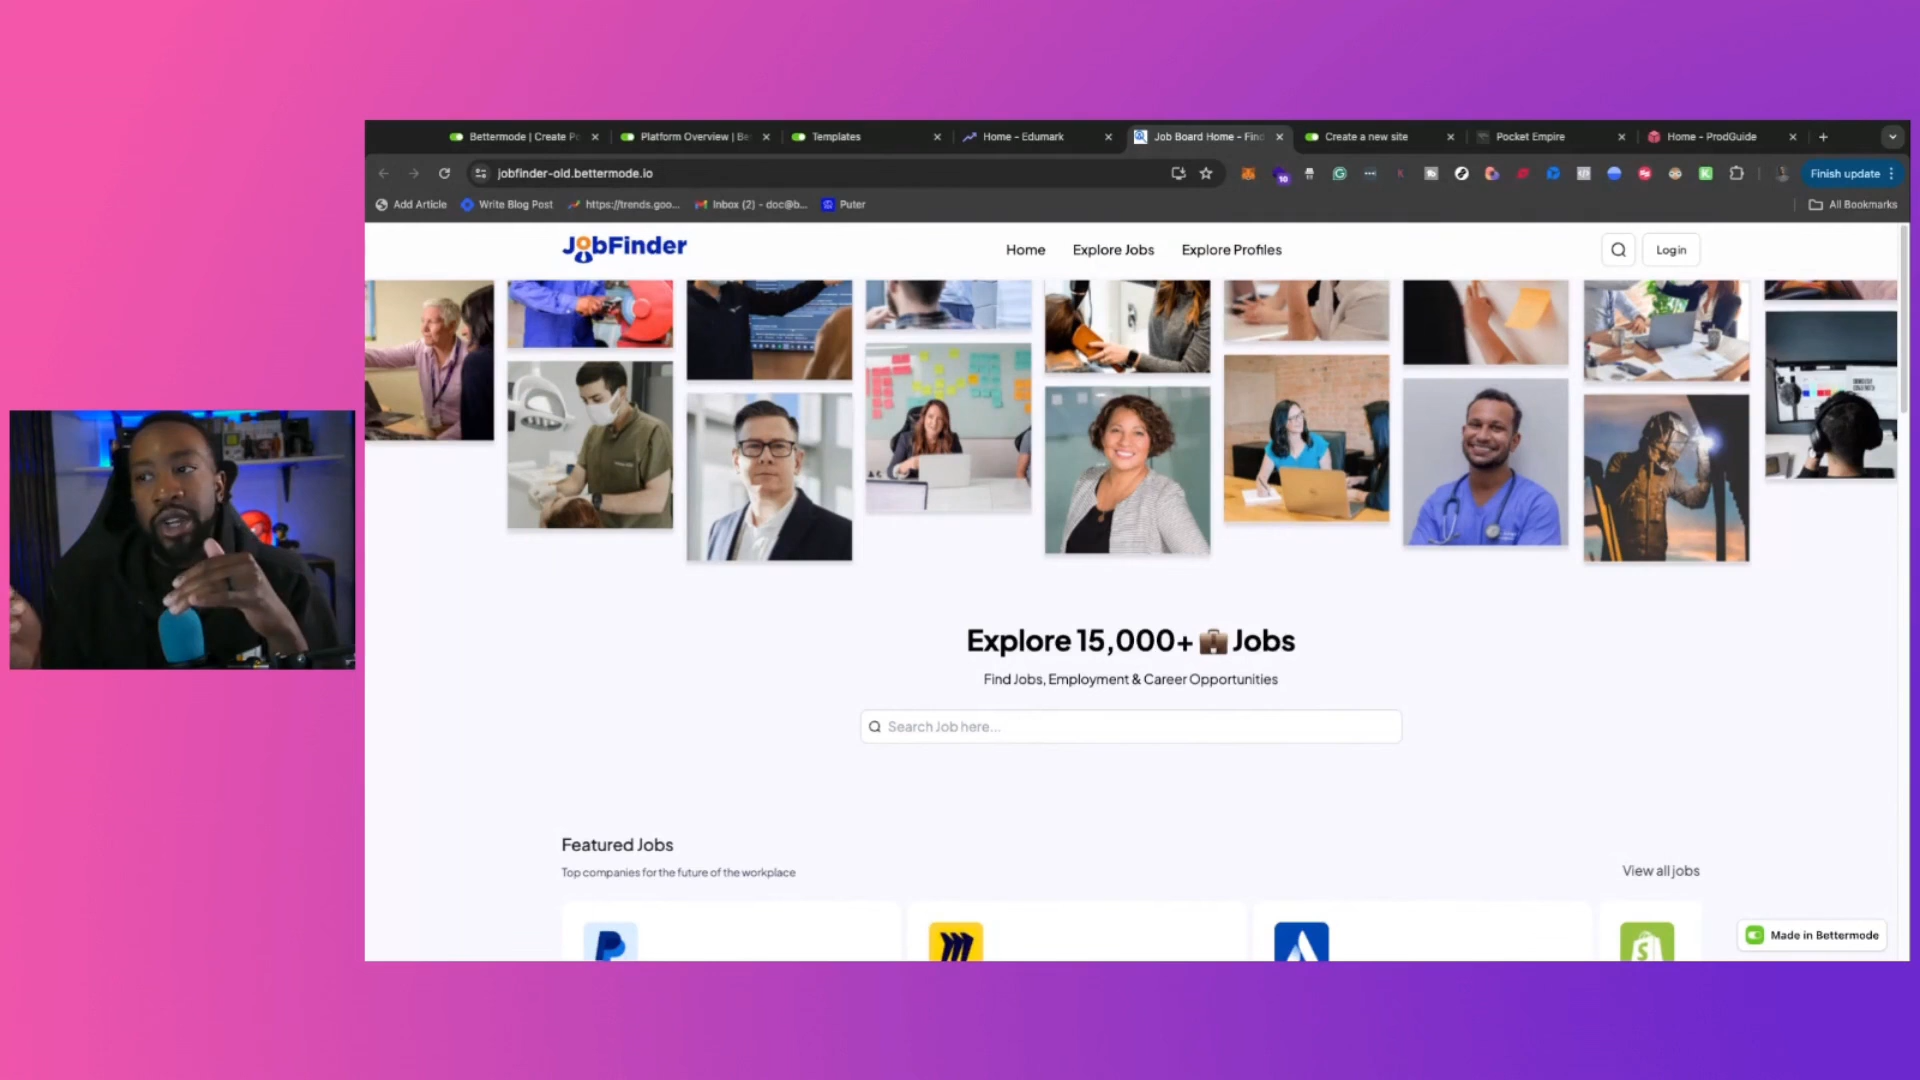 Bettermode | Create Po
Platform Overview | Be
Templates
Home - Edumark
Job Board Home - Find
Create a new site
Pocket Empire
Home - ProdGuide
jobfinder-old.bettermode.io
10
Finish update
Add Article
Write Blog Post
https://trends.goo...
Inbox (2) - doc@b...
Puter
All Bookmarks
JobFinder
Home
Explore Jobs
Explore Profiles
Login
Explore 15,000+ 💼 Jobs
Find Jobs, Employment & Career Opportunities
Search Job here...
Featured Jobs
Top companies for the future of the workplace
View all jobs
Made in Bettermode